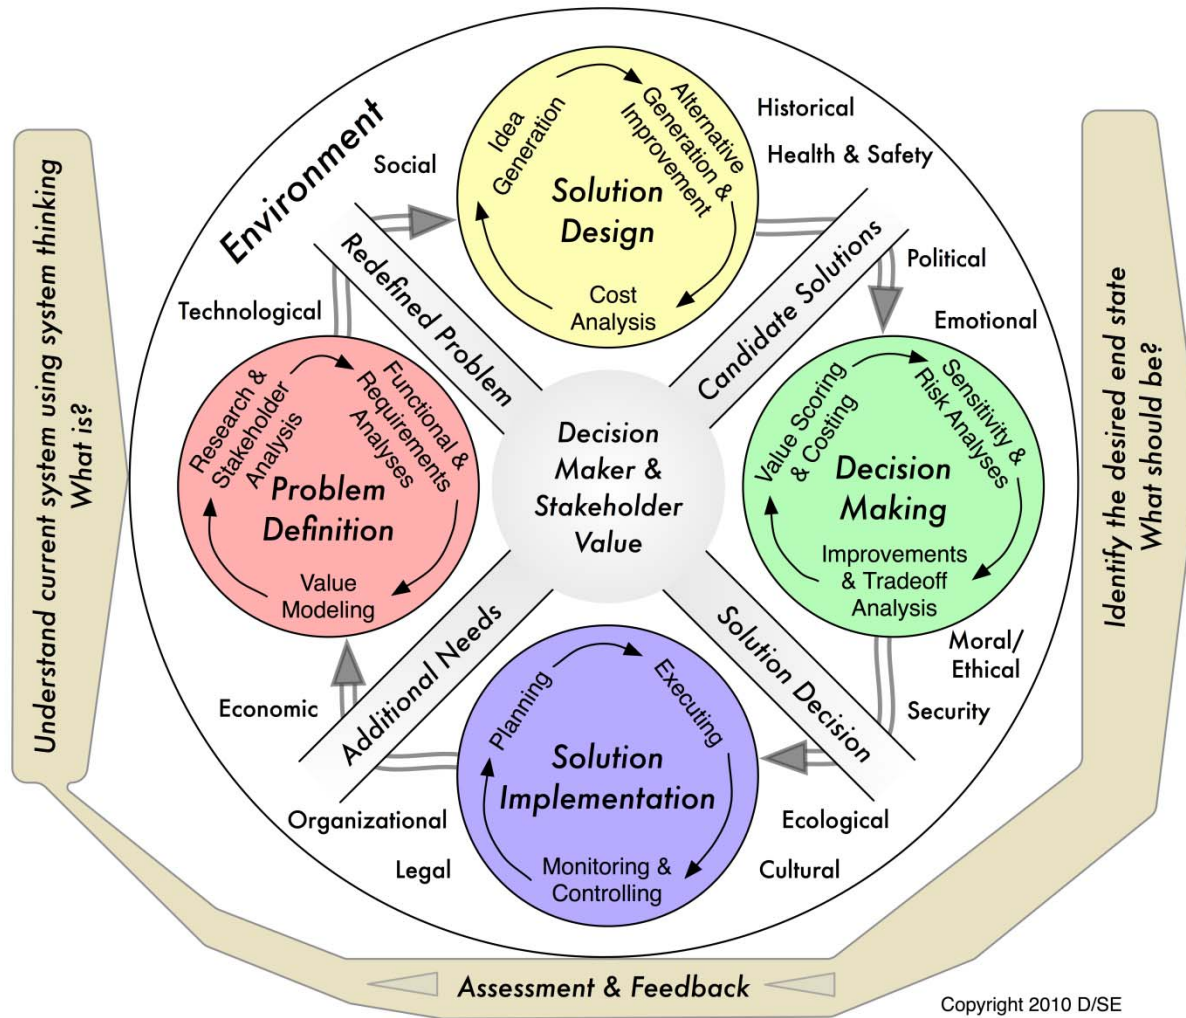 Environment
Social
Historical
Health & Safety
Political
Emotional
Technological
Economic
Organizational
Legal
Moral/
Ethical
Security
Ecological
Cultural
Idea
Generation
Alternative
Generation &
Improvement
Solution
Design
Cost
Analysis
Redefined Problem
Candidate Solutions
Research &
Stakeholder
Analysis
Functional &
Requirements
Analyses
Problem
Definition
Value
Modeling
Decision
Maker &
Stakeholder
Value
Value Scoring
& Costing
Sensitivity &
Risk Analyses
Decision
Making
Improvements
& Tradeoff
Analysis
Additional Needs
Solution Decision
Planning
Executing
Solution
Implementation
Monitoring &
Controlling
Understand current system using system thinking
What is?
Identify the desired end state
What should be?
Assessment & Feedback
Copyright 2010 D/SE